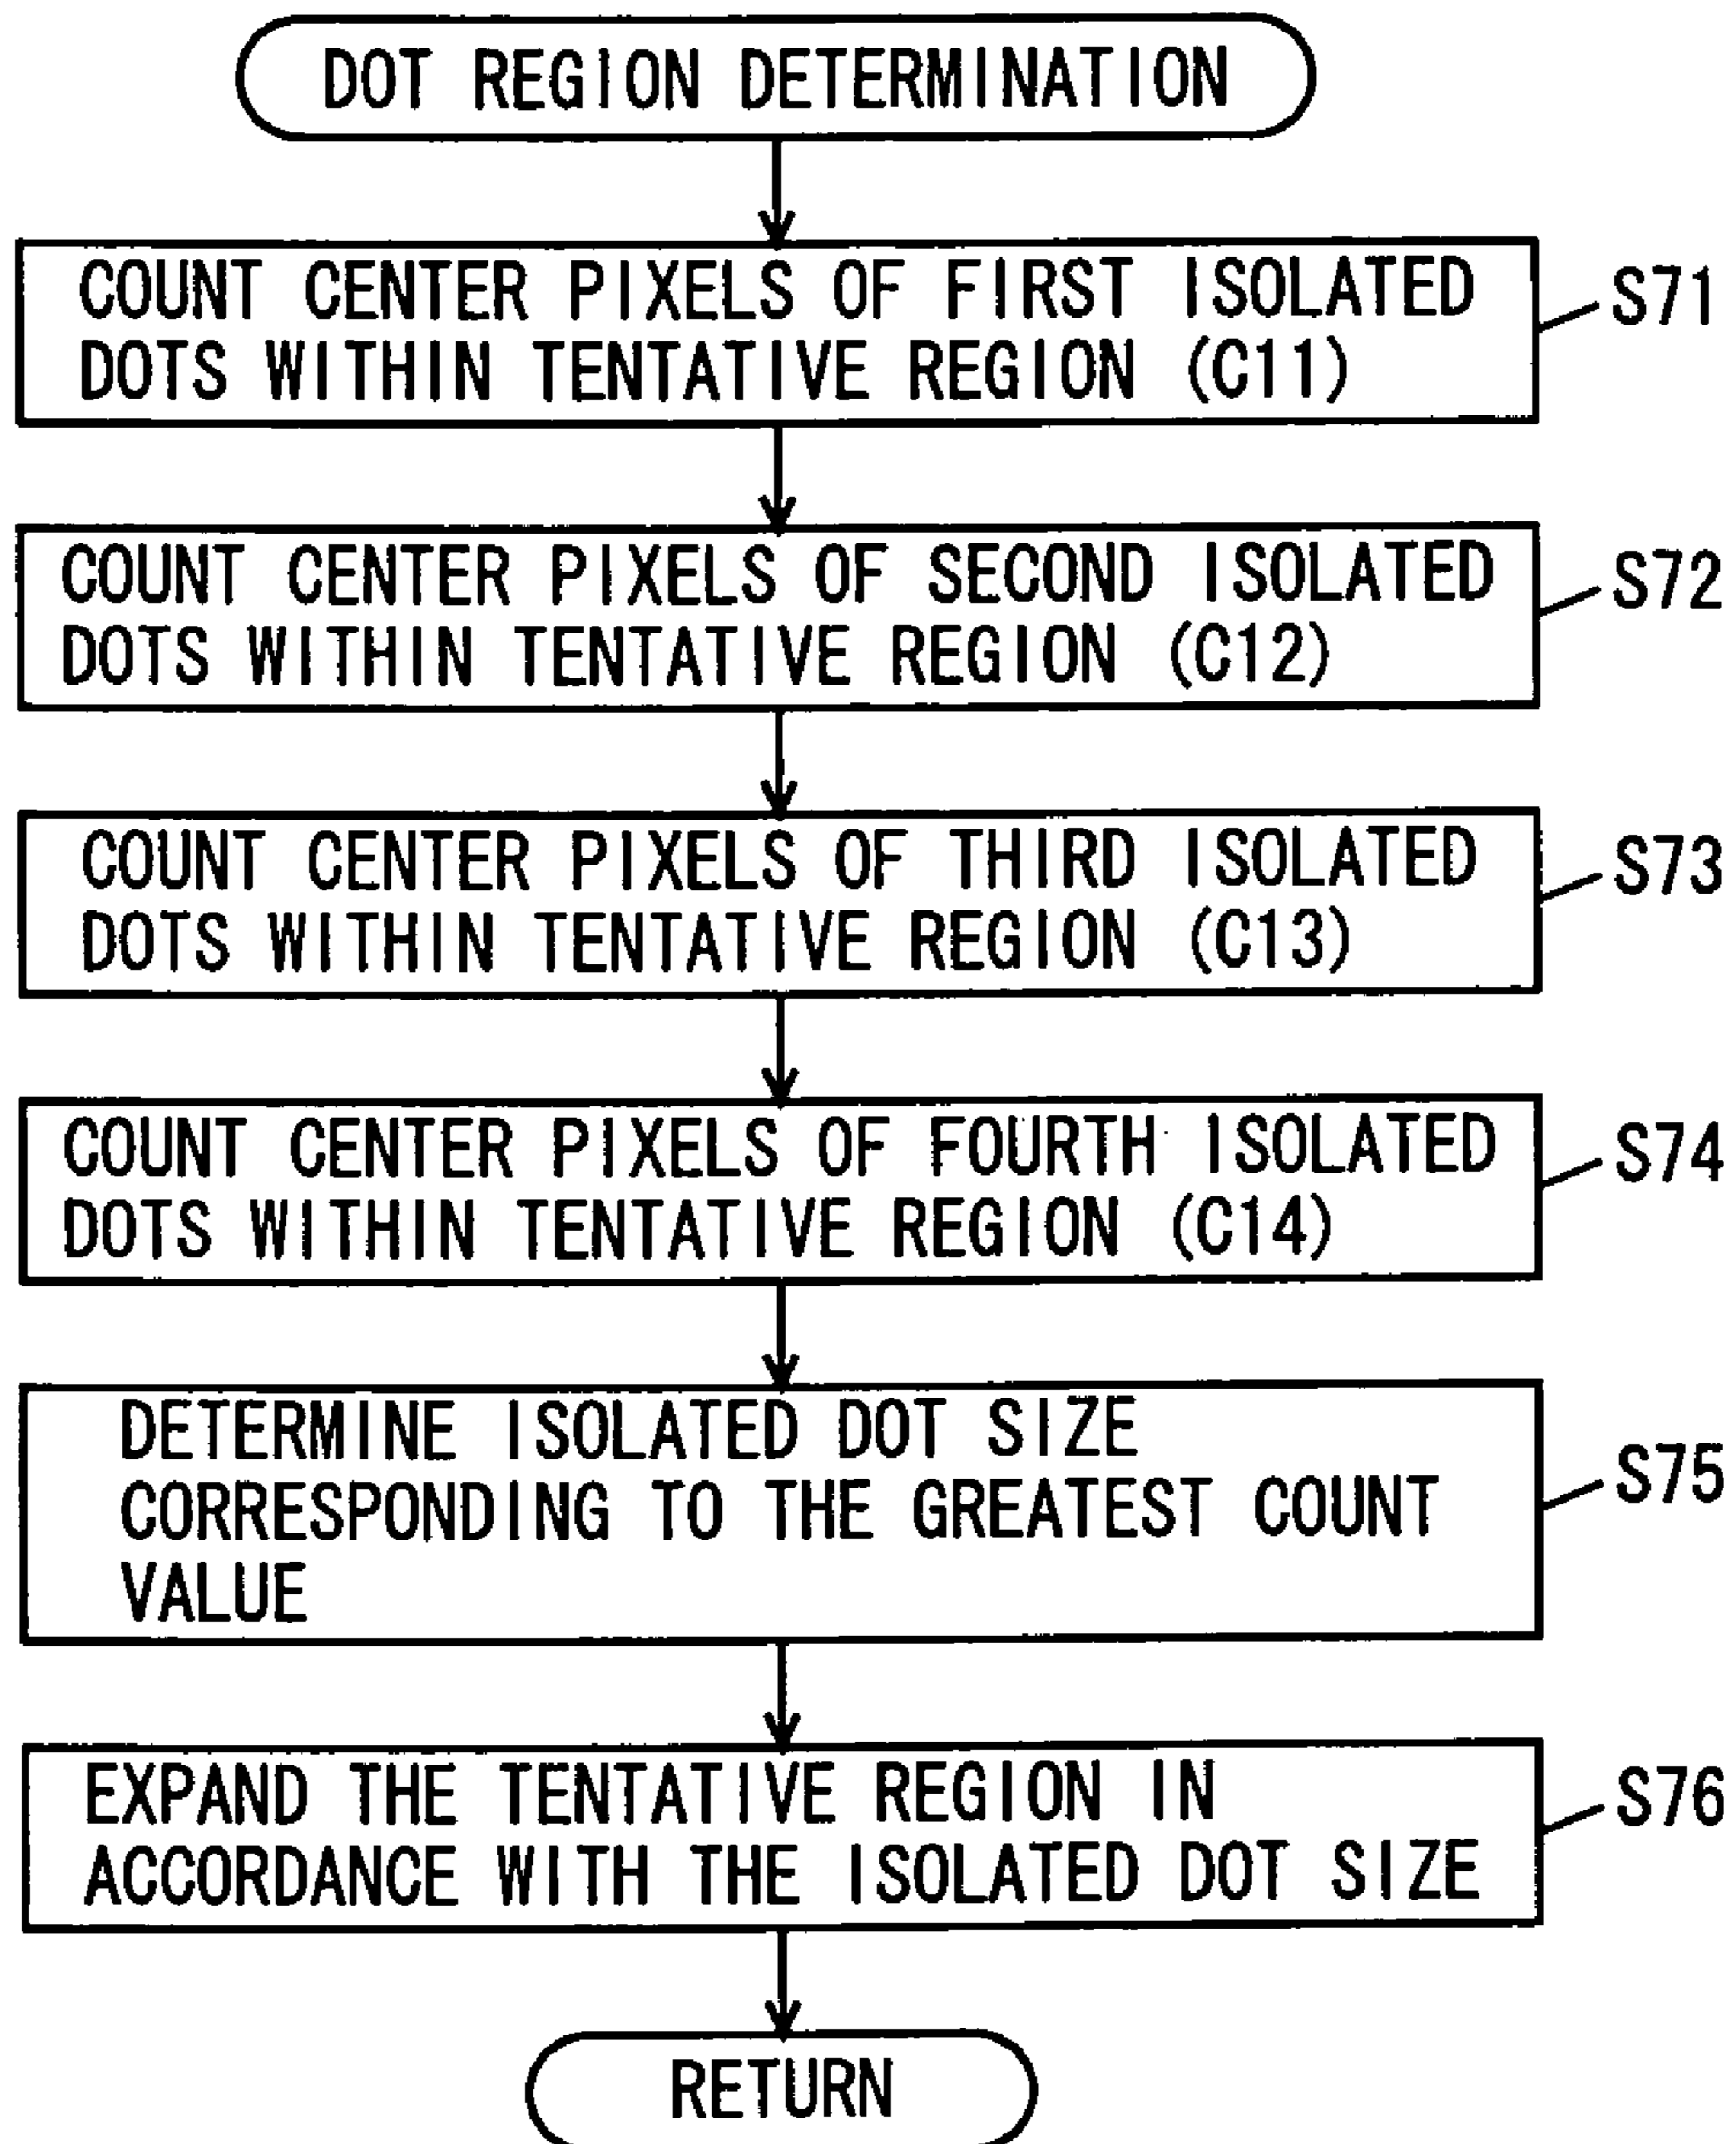 DOT REGION DETERMINATION
COUNT CENTER PIXELS OF FIRST ISOLATED
DOTS WITHIN TENTATIVE REGION (C11)
S71
COUNT CENTER PIXELS OF SECOND ISOLATED
DOTS WITHIN TENTATIVE REGION (C12)
S72
COUNT CENTER PIXELS OF THIRD ISOLATED
DOTS WITHIN TENTATIVE REGION (C13)
S73
COUNT CENTER PIXELS OF FOURTH ISOLATED
DOTS WITHIN TENTATIVE REGION (C14)
S74
DETERMINE ISOLATED DOT SIZE
CORRESPONDING TO THE GREATEST COUNT
VALUE
S75
EXPAND THE TENTATIVE REGION IN
ACCORDANCE WITH THE ISOLATED DOT SIZE
S76
RETURN